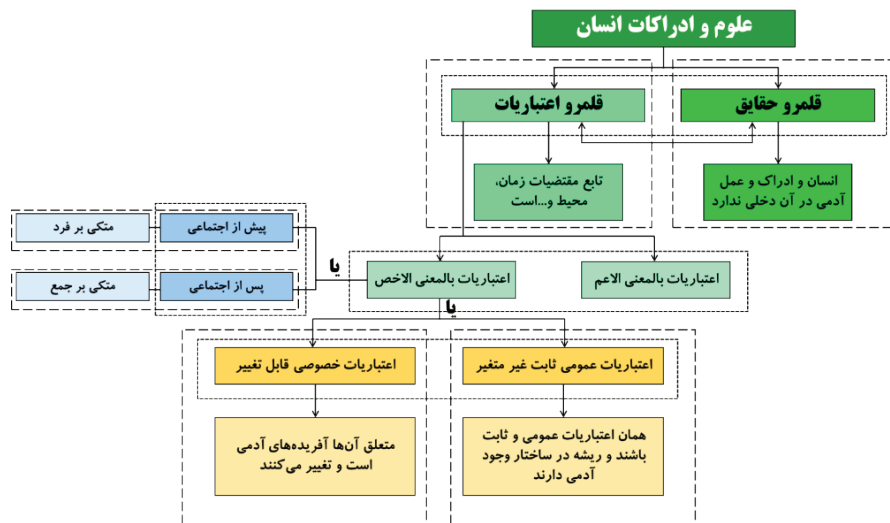 علوم و ادراکات انسان
قلمرو حقایق
قلمرو اعتباریات
انسان و ادراک و عمل
آدمی در آن دخلی ندارد
تابع مقتضیات زمان،
محیط و...است
پیش از اجتماعی
متکی بر فرد
یا
اعتباریات بالمعنی الاعم
اعتباریات بالمعنی الاخص
پس از اجتماعی
متکی بر جمع
یا
اعتباریات عمومی ثابت غیر متغیر
اعتباریات خصوصی قابل تغییر
همان اعتباریات عمومی و ثابت
باشند و ریشه در ساختار وجود
آدمی دارند
متعلق آن‌ها آفریده‌های آدمی
است و تغییر می‌کنند